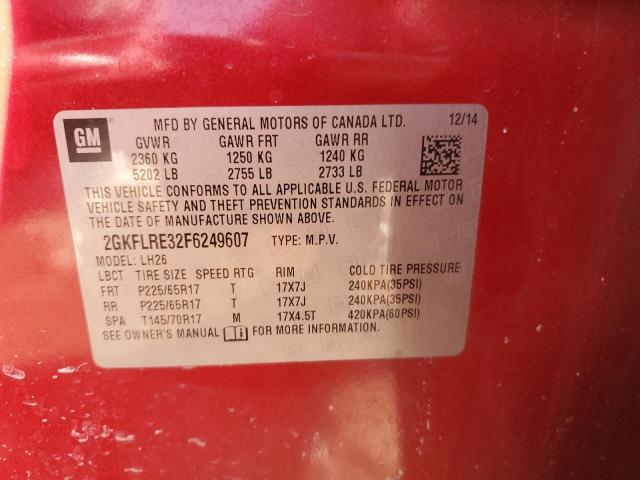 GM
MFD BY GENERAL MOTORS OF CANADA LTD. 12/14
GVWR GAWR FRT GAWR RR
2360 KG 1250 KG 1240 KG
5202 LB 2755 LB 2733 LB
THIS VEHICLE CONFORMS TO ALL APPLICABLE U.S. FEDERAL MOTOR
VEHICLE SAFETY AND THEFT PREVENTION STANDARDS IN EFFECT ON
THE DATE OF MANUFACTURE SHOWN ABOVE.
2GKFLRE32F6249607 TYPE: M.P.V.
MODEL: LH26
LBCT TIRE SIZE SPEED RTG RIM COLD TIRE PRESSURE
FRT P225/65R17 T 17X7J 240KPA(35PSI)
RR P225/65R17 T 17X7J 240KPA(35PSI)
SPA T145/70R17 M 17X4.5T 420KPA(60PSI)
SEE OWNER'S MANUAL FOR MORE INFORMATION.